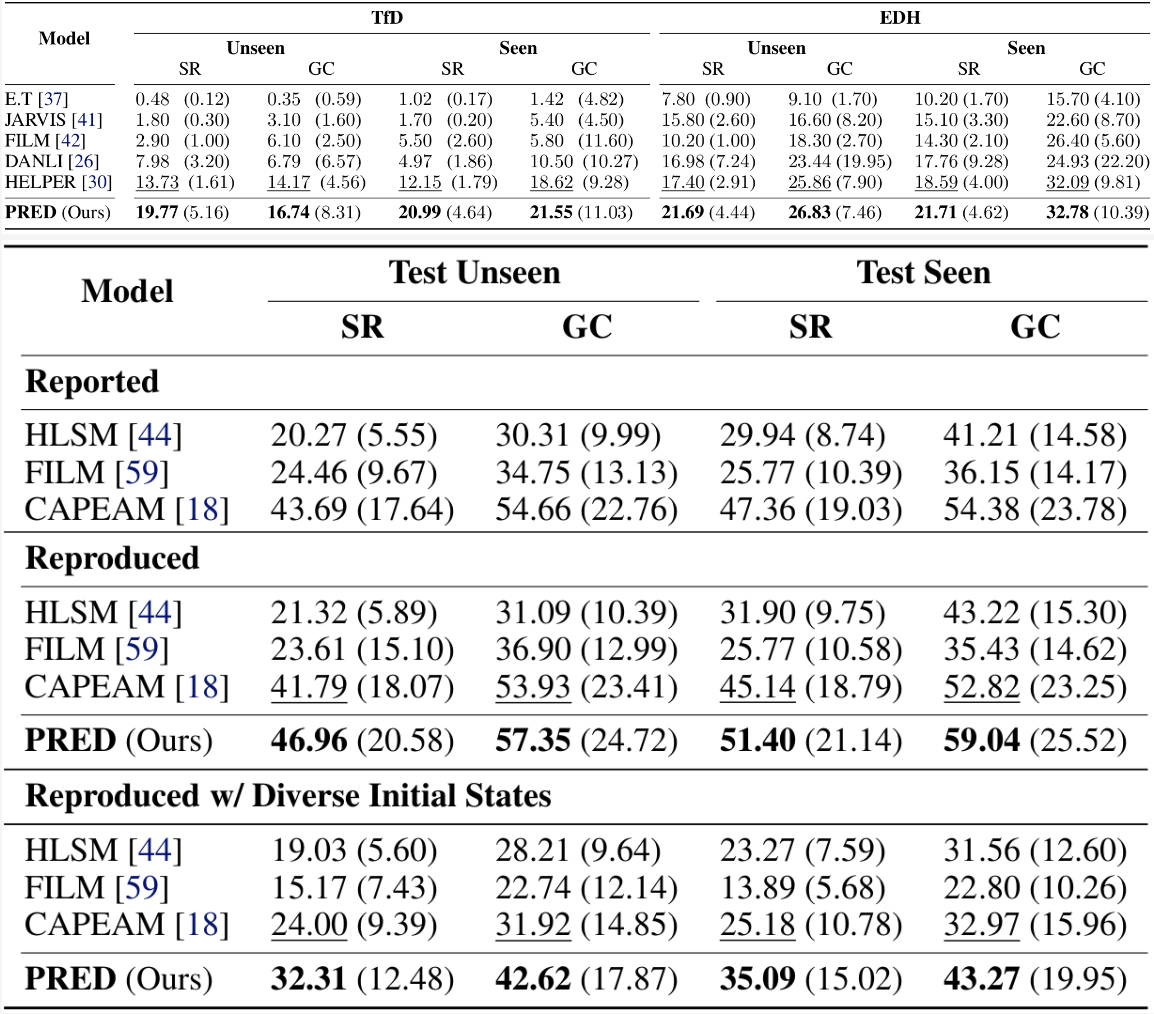 TfD EDH
Model
Unseen Seen Unseen Seen
SR GC SR GC SR GC SR GC
E.T [37] 0.48 (0.12) 0.35 (0.59) 1.02 (0.17) 1.42 (4.82) 7.80 (0.90) 9.10 (1.70) 10.20 (1.70) 15.70 (4.10)
JARVIS [41] 1.80 (0.30) 3.10 (1.60) 1.70 (0.20) 5.40 (4.50) 15.80 (2.60) 16.60 (8.20) 15.10 (3.30) 22.60 (8.70)
FILM [42] 2.90 (1.00) 6.10 (2.50) 5.50 (2.60) 5.80 (11.60) 10.20 (1.00) 18.30 (2.70) 14.30 (2.10) 26.40 (5.60)
DANLI [26] 7.98 (3.20) 6.79 (6.57) 4.97 (1.86) 10.50 (10.27) 16.98 (7.24) 23.44 (19.95) 17.76 (9.28) 24.93 (22.20)
HELPER [30] 13.73 (1.61) 14.17 (4.56) 12.15 (1.79) 18.62 (9.28) 17.40 (2.91) 25.86 (7.90) 18.59 (4.00) 32.09 (9.81)
PRED (Ours) 19.77 (5.16) 16.74 (8.31) 20.99 (4.64) 21.55 (11.03) 21.69 (4.44) 26.83 (7.46) 21.71 (4.62) 32.78 (10.39)
Test Unseen Test Seen
Model
SR GC SR GC
Reported
HLSM [44] 20.27 (5.55) 30.31 (9.99) 29.94 (8.74) 41.21 (14.58)
FILM [59] 24.46 (9.67) 34.75 (13.13) 25.77 (10.39) 36.15 (14.17)
CAPEAM [18] 43.69 (17.64) 54.66 (22.76) 47.36 (19.03) 54.38 (23.78)
Reproduced
HLSM [44] 21.32 (5.89) 31.09 (10.39) 31.90 (9.75) 43.22 (15.30)
FILM [59] 23.61 (15.10) 36.90 (12.99) 25.77 (10.58) 35.43 (14.62)
CAPEAM [18] 41.79 (18.07) 53.93 (23.41) 45.14 (18.79) 52.82 (23.25)
PRED (Ours) 46.96 (20.58) 57.35 (24.72) 51.40 (21.14) 59.04 (25.52)
Reproduced w/ Diverse Initial States
HLSM [44] 19.03 (5.60) 28.21 (9.64) 23.27 (7.59) 31.56 (12.60)
FILM [59] 15.17 (7.43) 22.74 (12.14) 13.89 (5.68) 22.80 (10.26)
CAPEAM [18] 24.00 (9.39) 31.92 (14.85) 25.18 (10.78) 32.97 (15.96)
PRED (Ours) 32.31 (12.48) 42.62 (17.87) 35.09 (15.02) 43.27 (19.95)